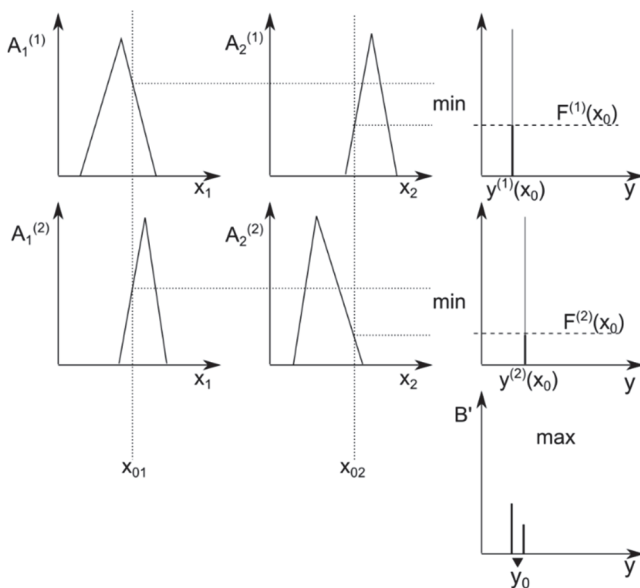 A₁⁽¹⁾
A₂⁽¹⁾
min
F⁽¹⁾(x₀)
x₁
x₂
y⁽¹⁾(x₀)
y
A₁⁽²⁾
A₂⁽²⁾
min
F⁽²⁾(x₀)
x₁
x₂
y⁽²⁾(x₀)
y
B'
max
x₀₁
x₀₂
y₀
y